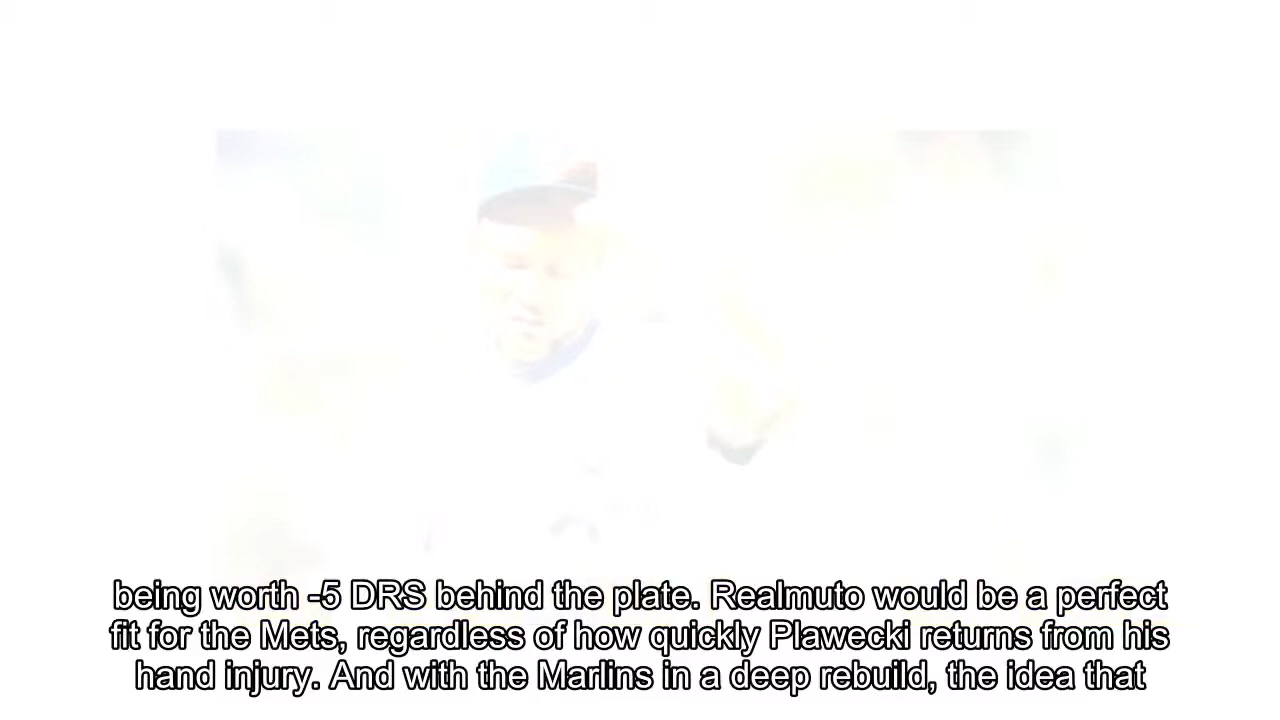 being worth -5 DRS behind the plate. Realmuto would be a perfect
fit for the Mets, regardless of how quickly Plawecki returns from his
hand injury. And with the Marlins in a deep rebuild, the idea that